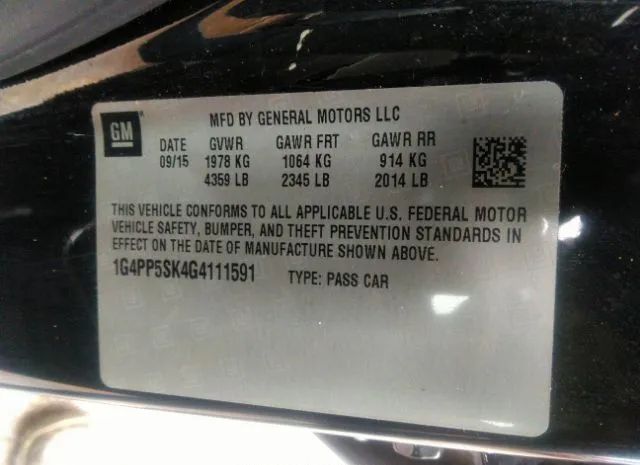 GM
MFD BY GENERAL MOTORS LLC
DATE GVWR GAWR FRT GAWR RR
09/15 1978 KG 1064 KG 914 KG
4359 LB 2345 LB 2014 LB
THIS VEHICLE CONFORMS TO ALL APPLICABLE U.S. FEDERAL MOTOR
VEHICLE SAFETY, BUMPER, AND THEFT PREVENTION STANDARDS IN
EFFECT ON THE DATE OF MANUFACTURE SHOWN ABOVE.
1G4PP5SK4G4111591 TYPE: PASS CAR